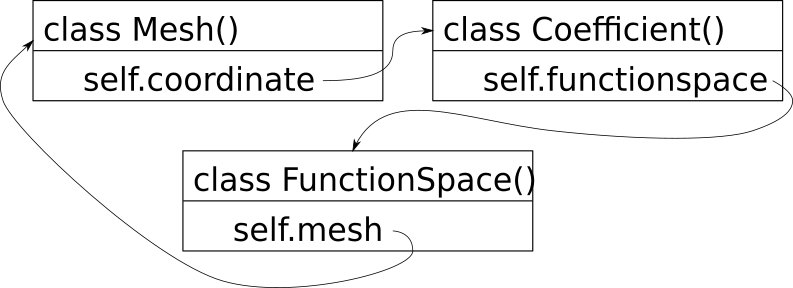 class Mesh()
self.coordinate
class Coefficient()
self.functionspace
class FunctionSpace()
self.mesh